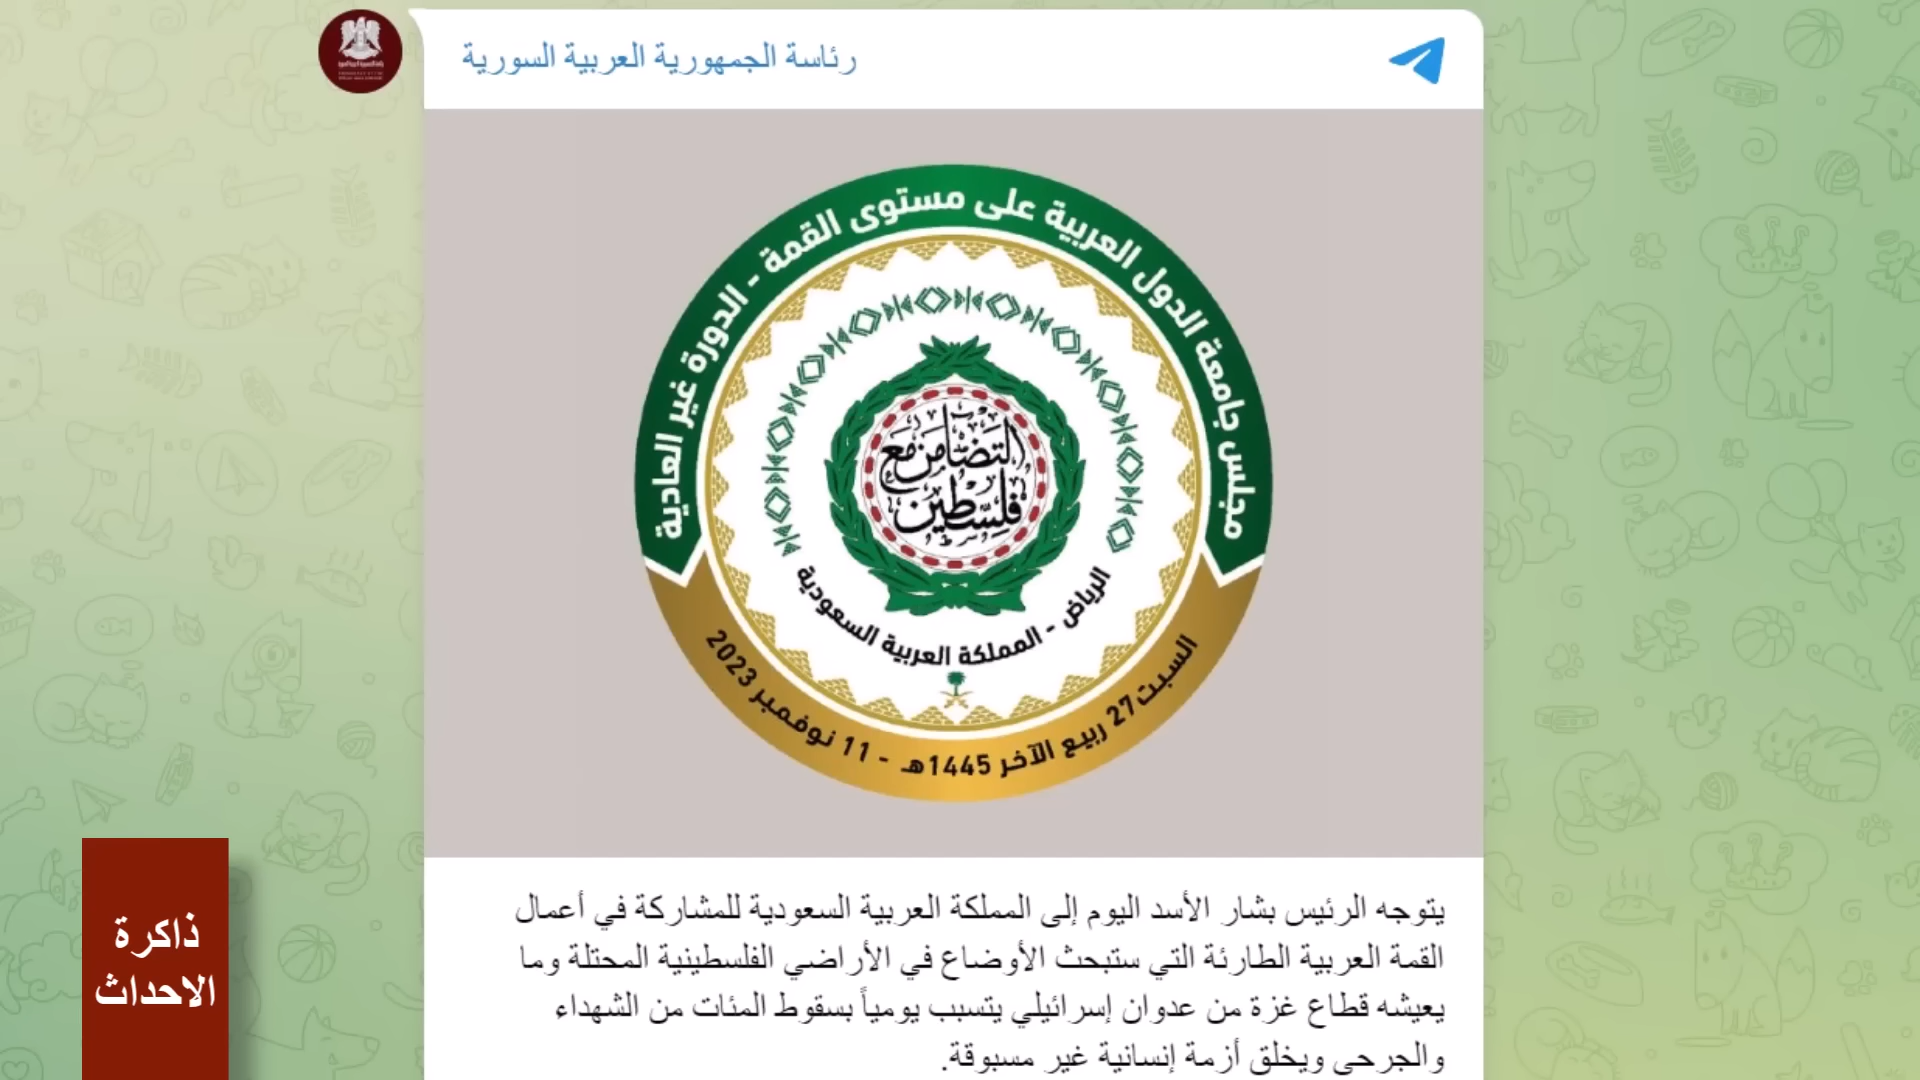 رئاسة الجمهورية العربية السورية
مجلس جامعة الدول العربية على مستوى القمة - الدورة غير العادية
التضامن مع
فلسطين
الرياض - المملكة العربية السعودية
السبت 27 ربيع الآخر 1445هـ - 11 نوفمبر 2023
يتوجه الرئيس بشار الأسد اليوم إلى المملكة العربية السعودية للمشاركة في أعمال
القمة العربية الطارئة التي ستبحث الأوضاع في الأراضي الفلسطينية المحتلة وما
يعيشه قطاع غزة من عدوان إسرائيلي يتسبب يومياً بسقوط المئات من الشهداء
والجرحى ويخلق أزمة إنسانية غير مسبوقة.
ذاكرة
الاحداث